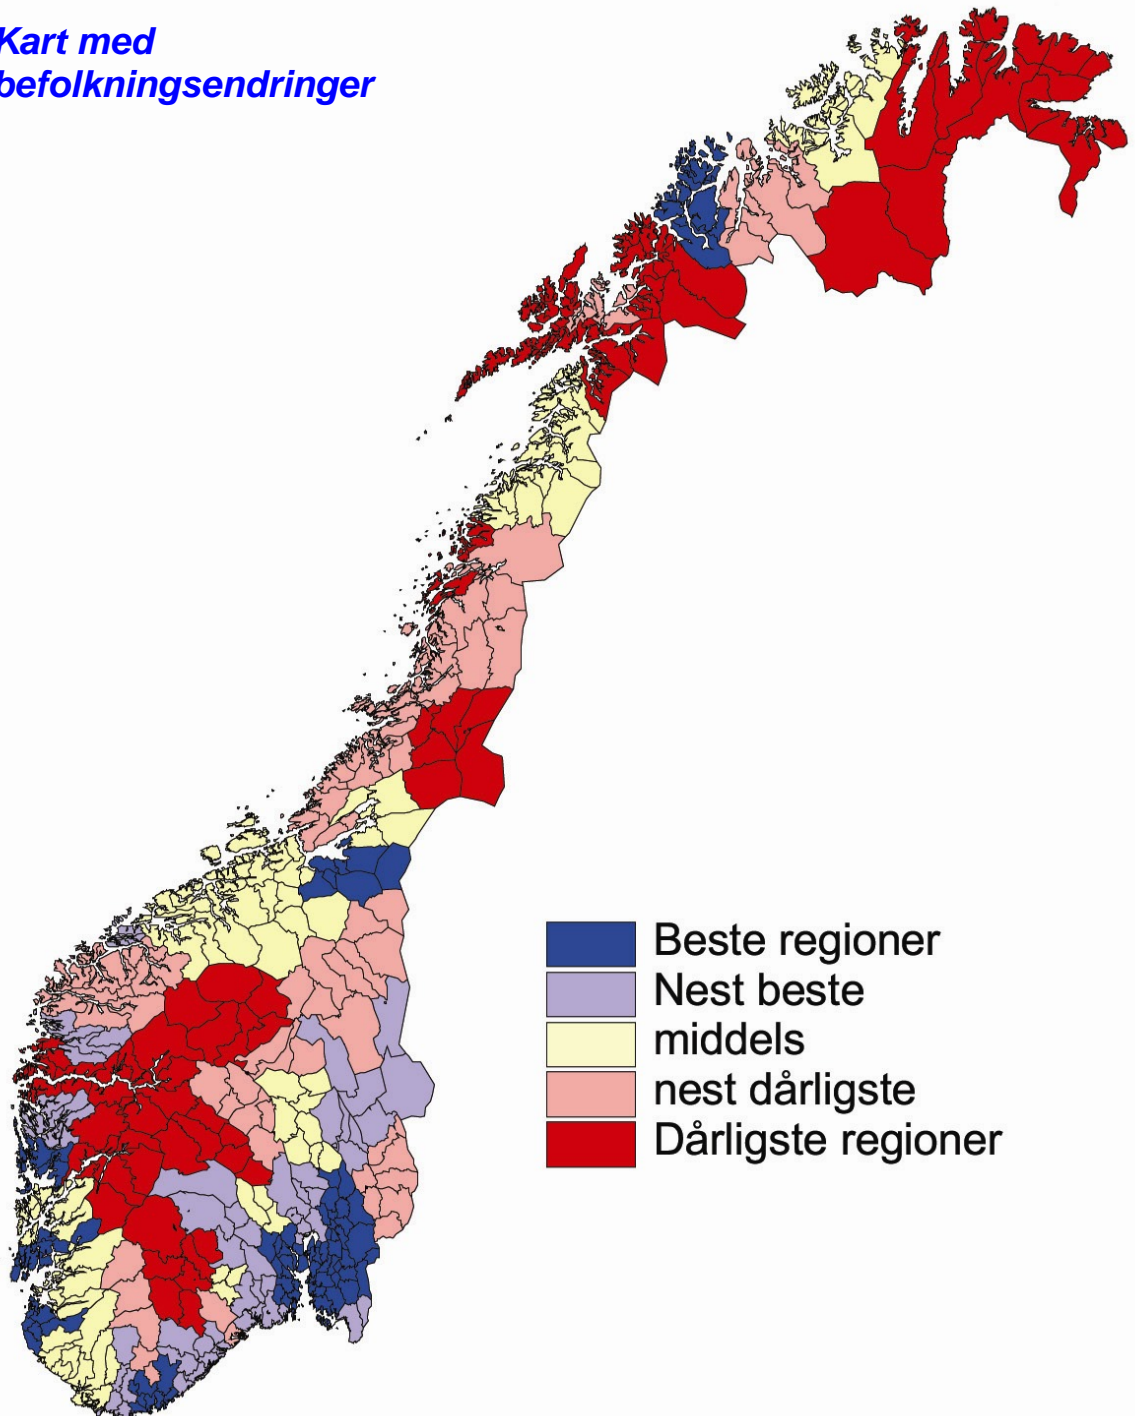 Kart med
befolkningsendringer
Beste regioner
Nest beste
middels
nest dårligste
Dårligste regioner